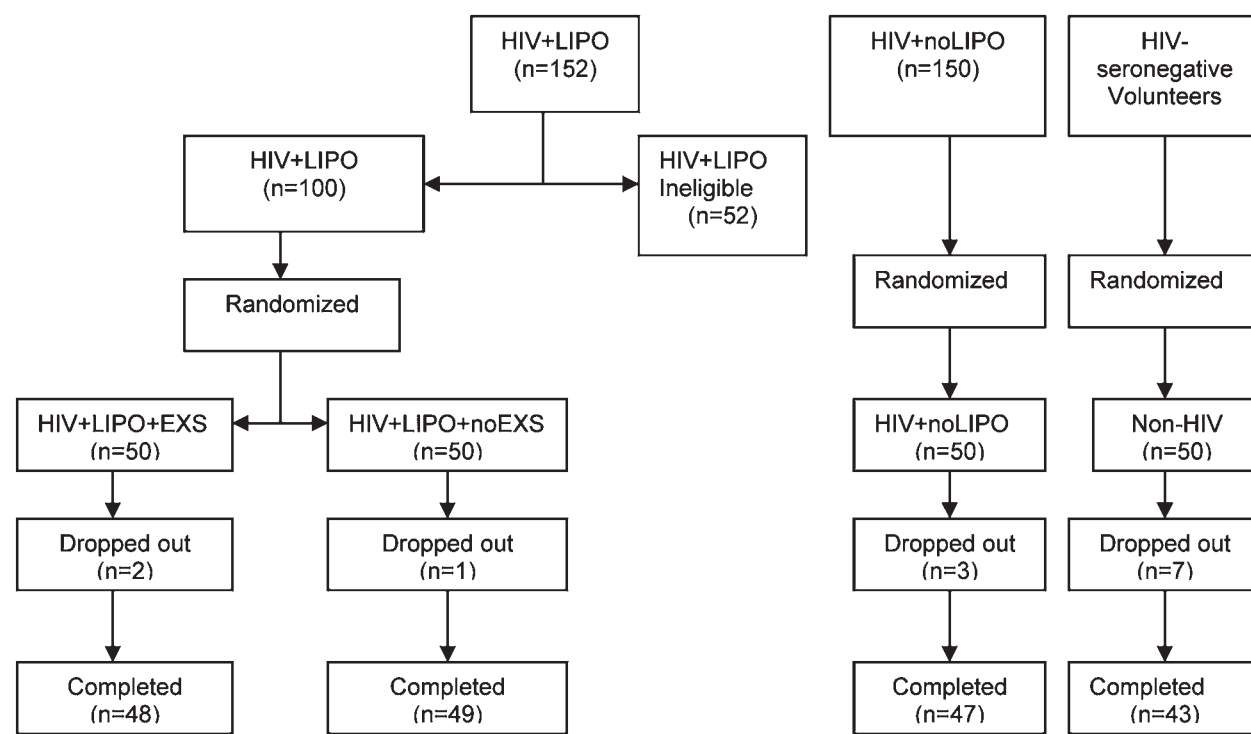 HIV+LIPO
(n=152)
HIV+noLIPO
(n=150)
HIV-
seronegative
Volunteers
HIV+LIPO
(n=100)
HIV+LIPO
Ineligible
(n=52)
Randomized
Randomized
Randomized
HIV+LIPO+EXS
(n=50)
HIV+LIPO+noEXS
(n=50)
HIV+noLIPO
(n=50)
Non-HIV
(n=50)
Dropped out
(n=2)
Dropped out
(n=1)
Dropped out
(n=3)
Dropped out
(n=7)
Completed
(n=48)
Completed
(n=49)
Completed
(n=47)
Completed
(n=43)